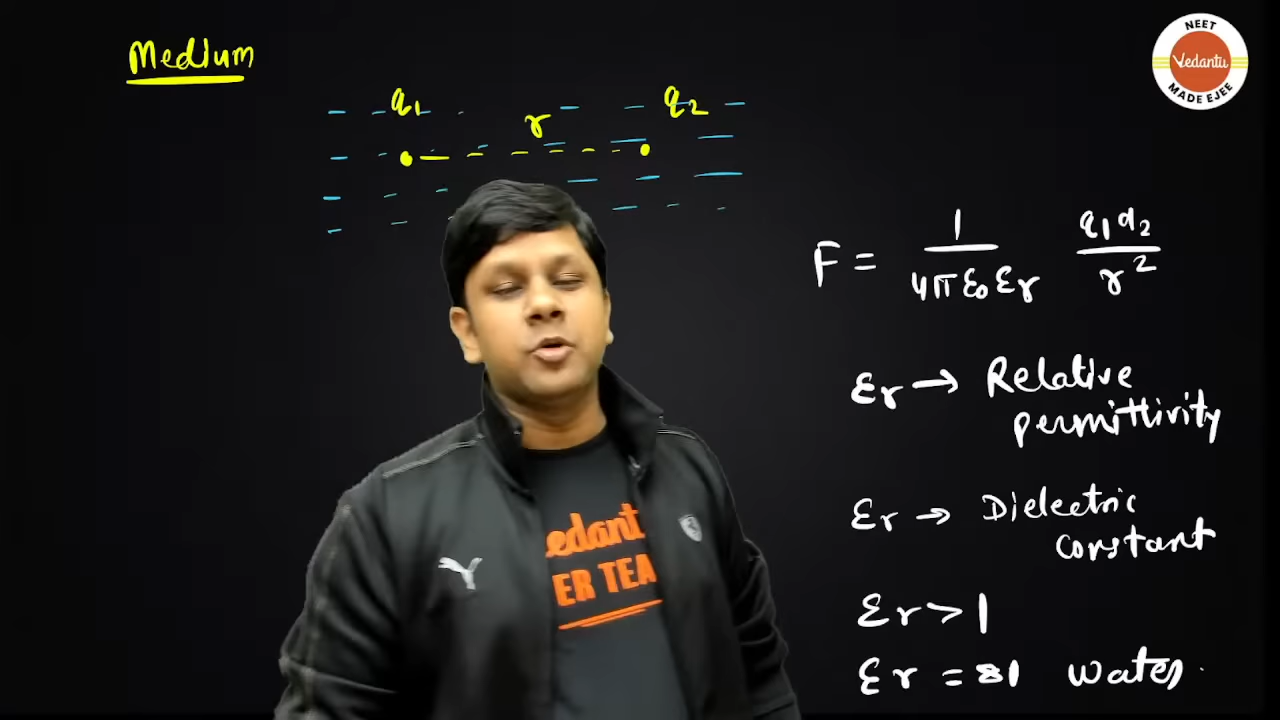 Medium
q₁ r q₂
NEET
Vedantu
MADE EJEE
F = 1/(4πε₀εr) q₁q₂/r²
εr → Relative
permittivity
εr → Dielectric
constant
εr > 1
εr = 81 water
edant
ER TEA